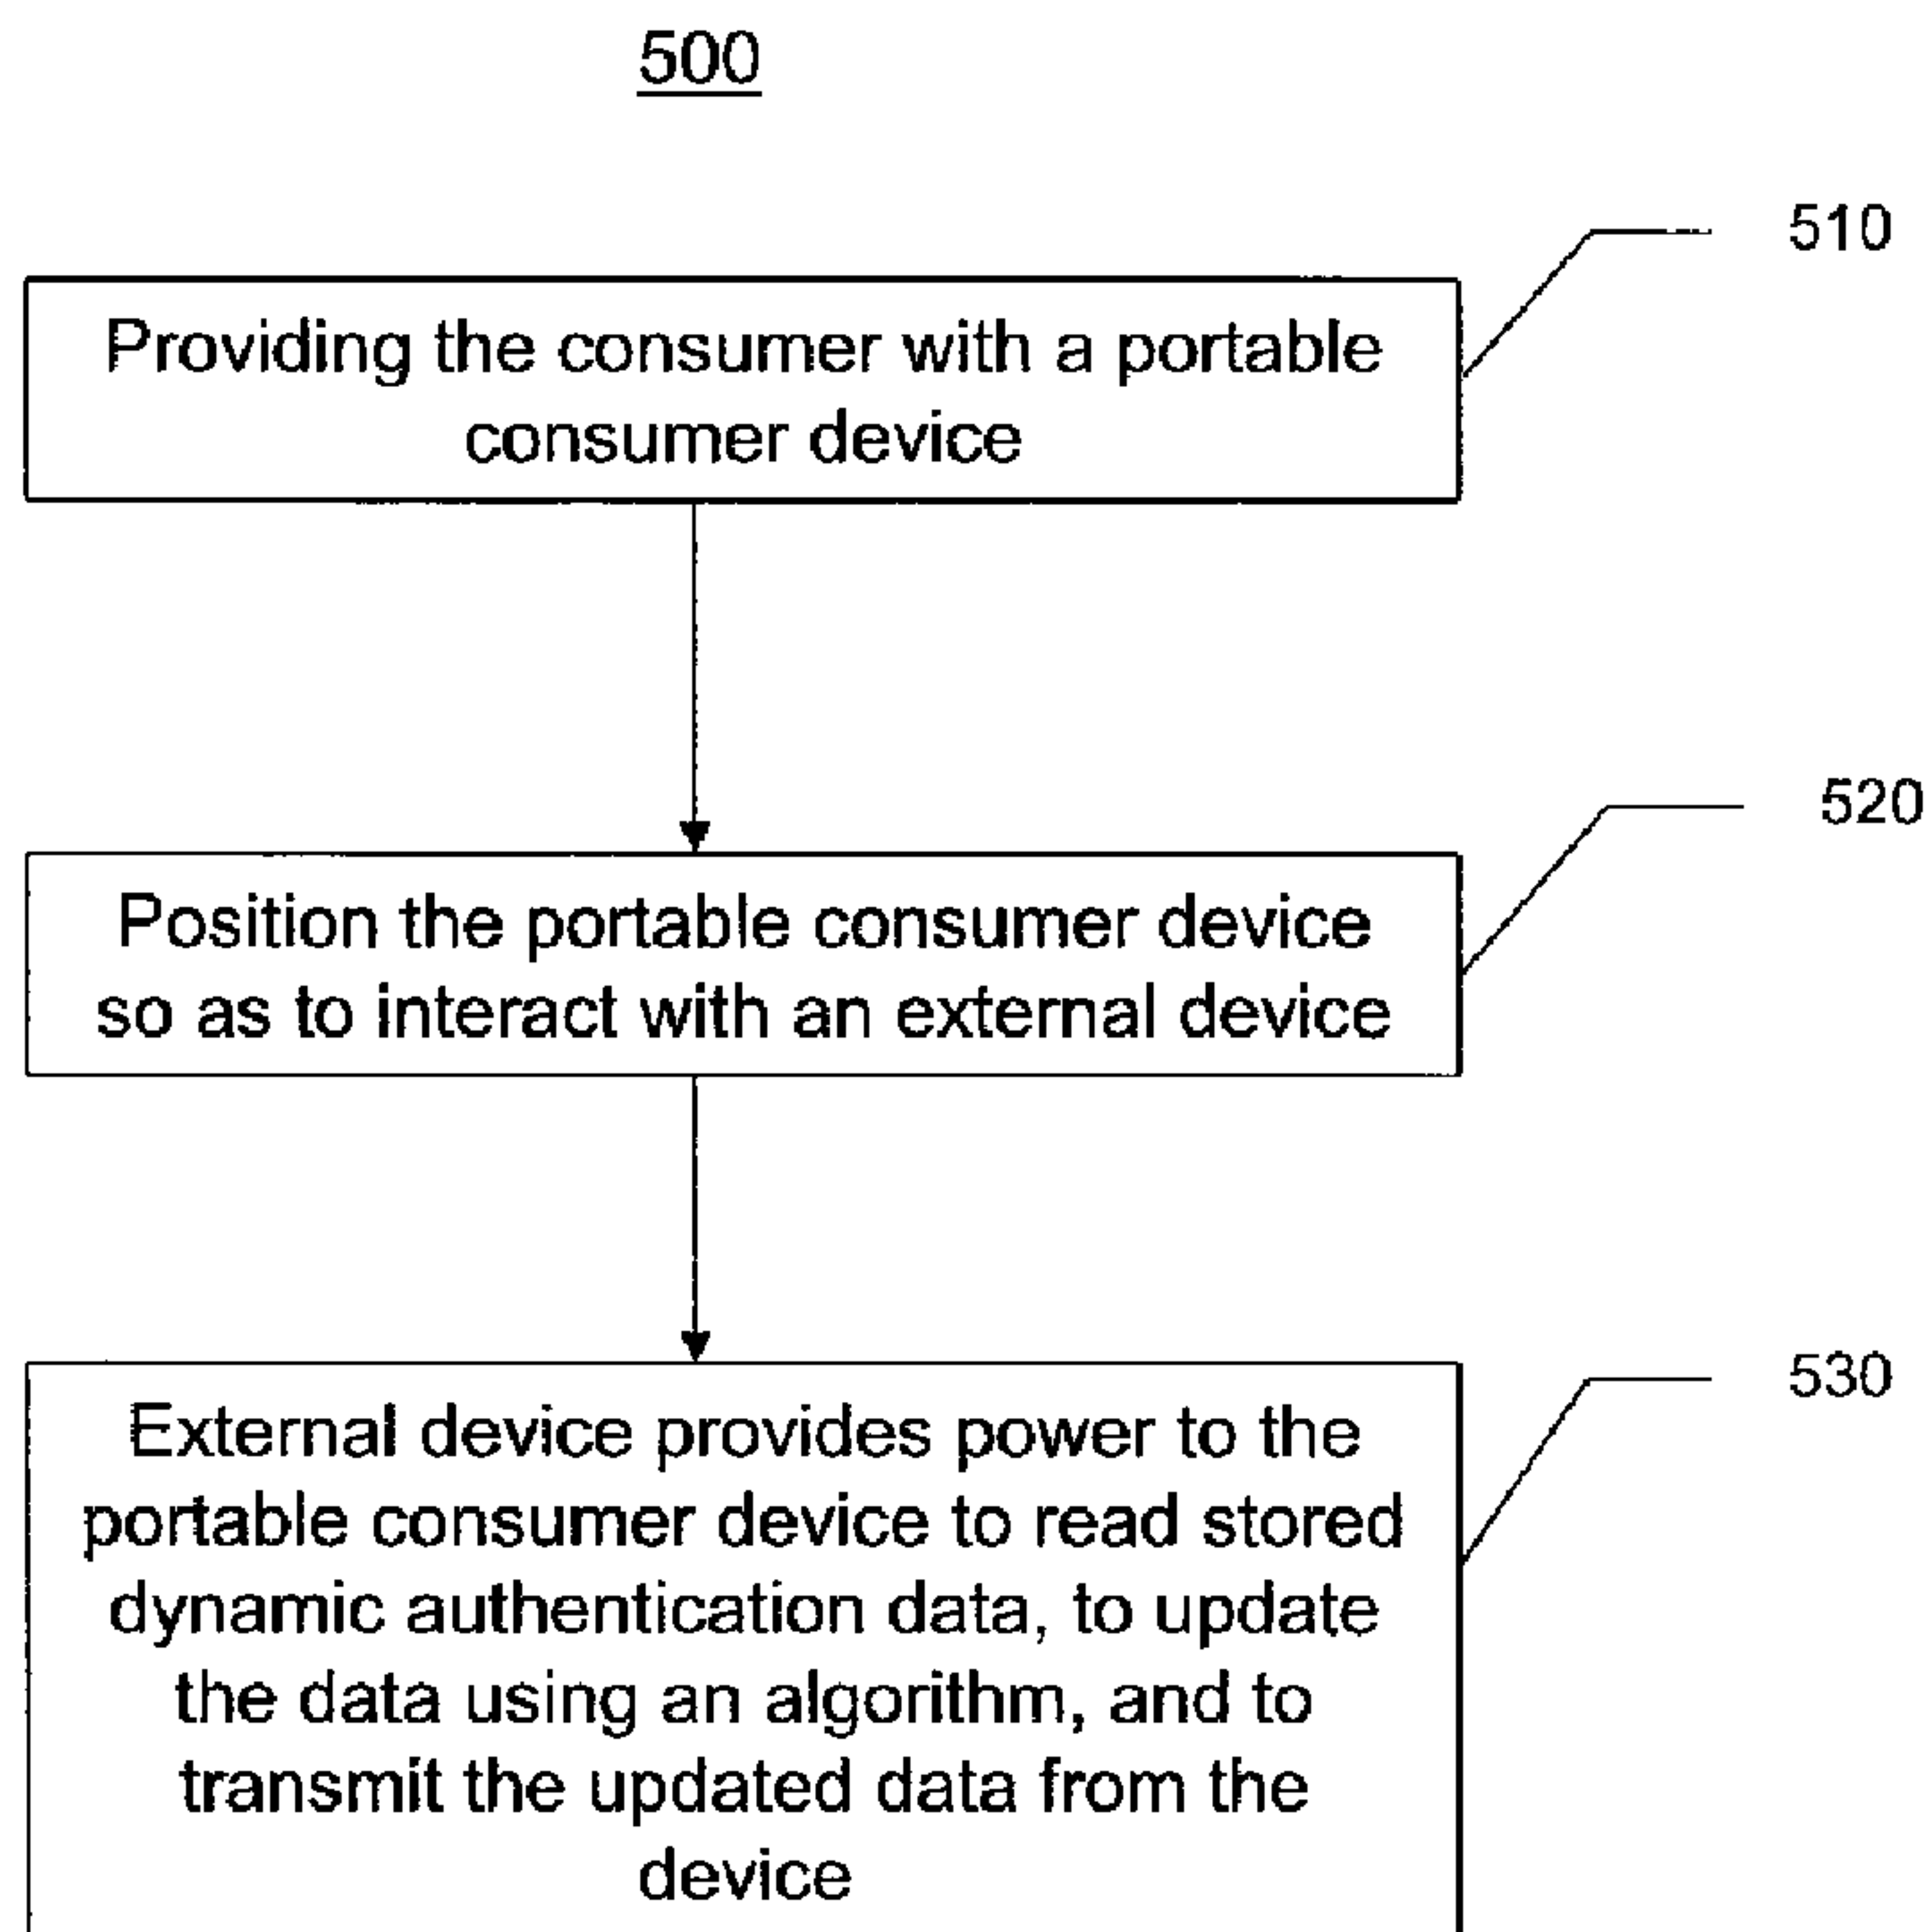 500
510
Providing the consumer with a portable
consumer device
520
Position the portable consumer device
so as to interact with an external device
530
External device provides power to the
portable consumer device to read stored
dynamic authentication data, to update
the data using an algorithm, and to
transmit the updated data from the
device